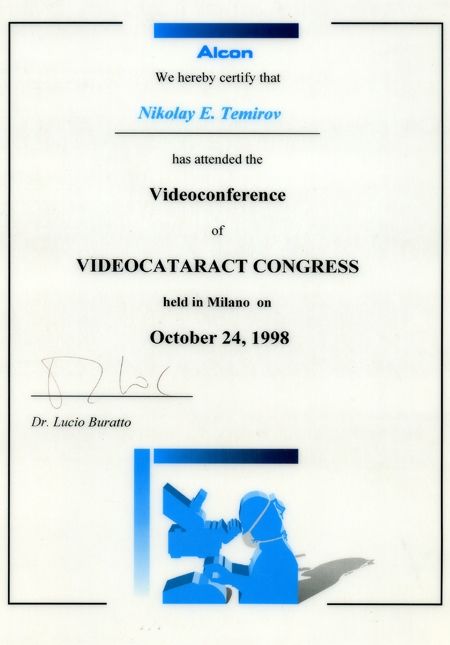 Alcon
We hereby certify that
Nikolay E. Temirov
has attended the
Videoconference
of
VIDEOCATARACT CONGRESS
held in Milano on
October 24, 1998
Dr. Lucio Buratto